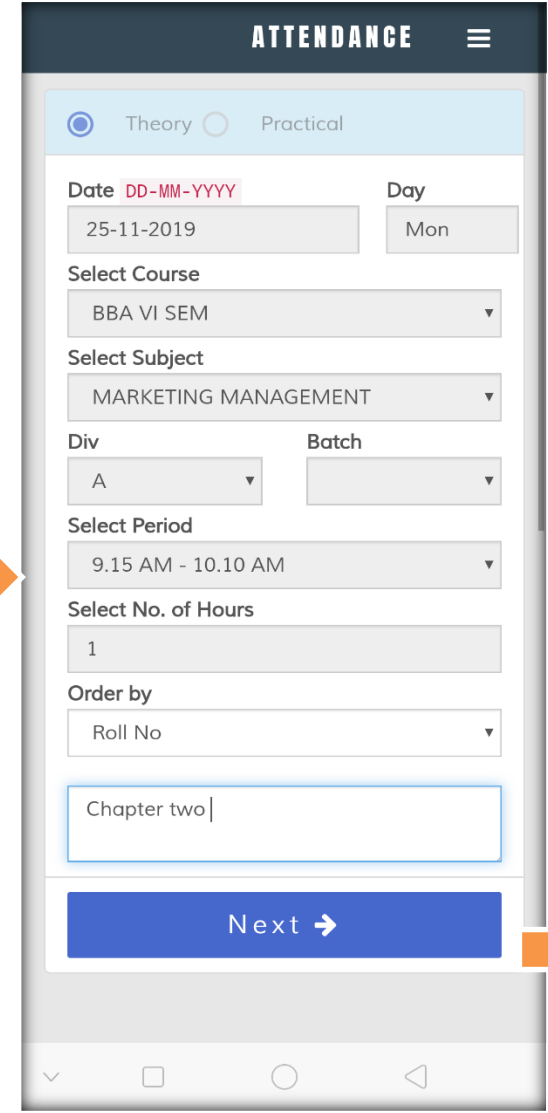 ATTENDANCE
Theory Practical
Date DD-MM-YYYY Day
25-11-2019 Mon
Select Course
BBA VI SEM
Select Subject
MARKETING MANAGEMENT
Div Batch
A
Select Period
9.15 AM - 10.10 AM
Select No. of Hours
1
Order by
Roll No
Chapter two
Next